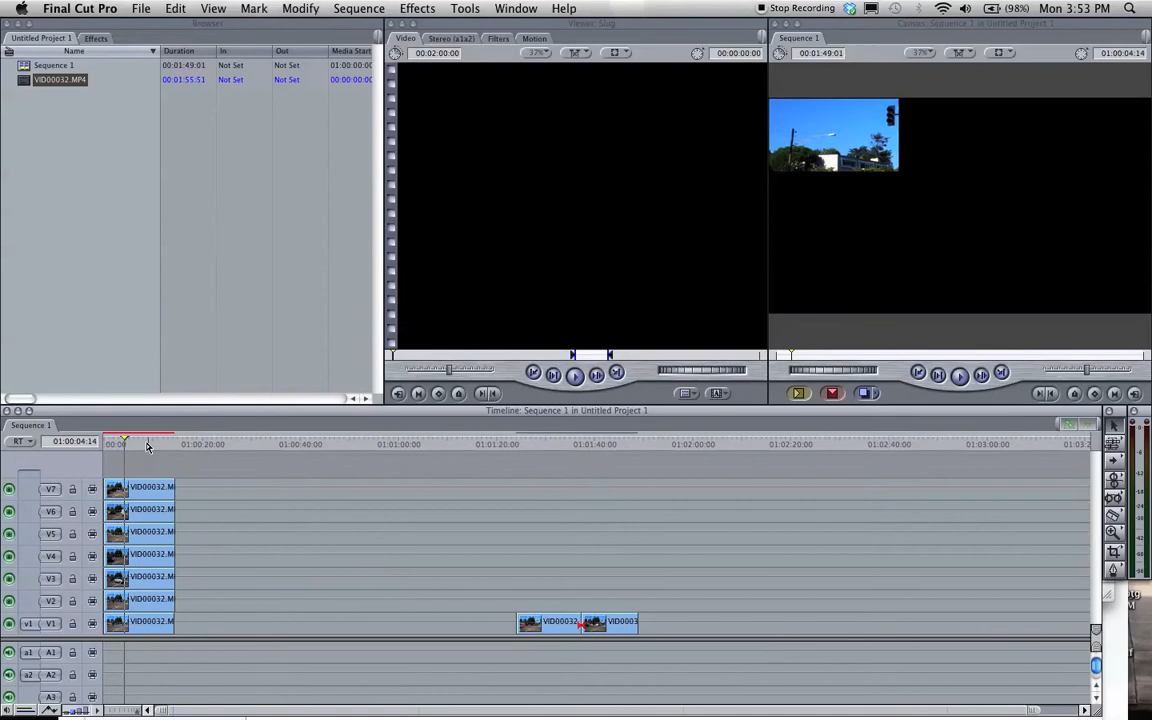 Final Cut Pro File Edit View Mark Modify Sequence Effects Tools Window Help Stop Recording (98%) Mon 3:53 PM
Browser
Viewer: Slug
Canvas: Sequence 1 in Untitled Project 1
Untitled Project 1 Effects
Video Stereo (a1a2) Filters Motion
Sequence 1
Name Duration In Out Media Start
00:02:00:00 37% 00:00:00:00
00:01:49:01 37% 01:00:04:14
Sequence 1 00:01:49:01 Not Set Not Set 01:00:00:00
VID00032.MP4 00:01:55:51 Not Set Not Set 00:00:00:00
Timeline: Sequence 1 in Untitled Project 1
Sequence 1
RT 01:00:04:14 00:00 01:00:20:00 01:00:40:00 01:01:00:00 01:01:20:00 01:01:40:00 01:02:00:00 01:02:20:00 01:02:40:00 01:03:00:00 01:03:2
V7 VID00032.M
V6 VID00032.M
V5 VID00032.M
V4 VID00032.M
V3 VID00032.M
V2 VID00032.M
v1 V1 VID00032.M VID00032. VID0003
a1 A1
a2 A2
A3